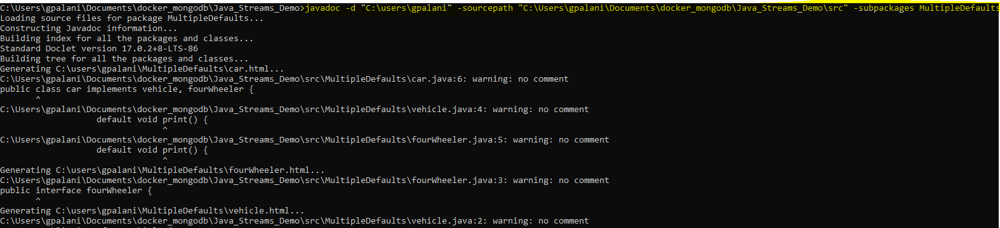 C:\Users\gpalani\Documents\docker_mongodb\Java_Streams_Demo>javadoc -d "C:\users\gpalani" -sourcepath "C:\Users\gpalani\Documents\docker_mongodb\Java_Streams_Demo\src" -subpackages MultipleDefaults
Loading source files for package MultipleDefaults...
Constructing Javadoc information...
Building index for all the packages and classes...
Standard Doclet version 17.0.2+8-LTS-86
Building tree for all the packages and classes...
Generating C:\users\gpalani\MultipleDefaults\car.html...
C:\Users\gpalani\Documents\docker_mongodb\Java_Streams_Demo\src\MultipleDefaults\car.java:6: warning: no comment
public class car implements vehicle, fourWheeler {
       ^
C:\Users\gpalani\Documents\docker_mongodb\Java_Streams_Demo\src\MultipleDefaults\vehicle.java:4: warning: no comment
                   default void print() {
                                ^
C:\Users\gpalani\Documents\docker_mongodb\Java_Streams_Demo\src\MultipleDefaults\fourWheeler.java:5: warning: no comment
                   default void print() {
                                ^
Generating C:\users\gpalani\MultipleDefaults\fourWheeler.html...
C:\Users\gpalani\Documents\docker_mongodb\Java_Streams_Demo\src\MultipleDefaults\fourWheeler.java:3: warning: no comment
public interface fourWheeler {
       ^
Generating C:\users\gpalani\MultipleDefaults\vehicle.html...
C:\Users\gpalani\Documents\docker_mongodb\Java_Streams_Demo\src\MultipleDefaults\vehicle.java:2: warning: no comment